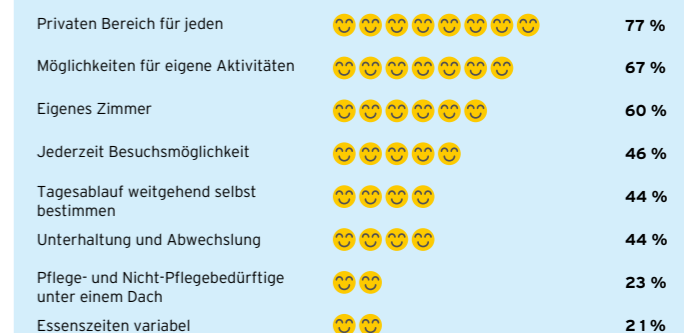 Privaten Bereich für jeden 77 %
Möglichkeiten für eigene Aktivitäten 67 %
Eigenes Zimmer 60 %
Jederzeit Besuchsmöglichkeit 46 %
Tagesablauf weitgehend selbst
bestimmen 44 %
Unterhaltung und Abwechslung 44 %
Pflege- und Nicht-Pflegebedürftige
unter einem Dach 23 %
Essenszeiten variabel 21 %